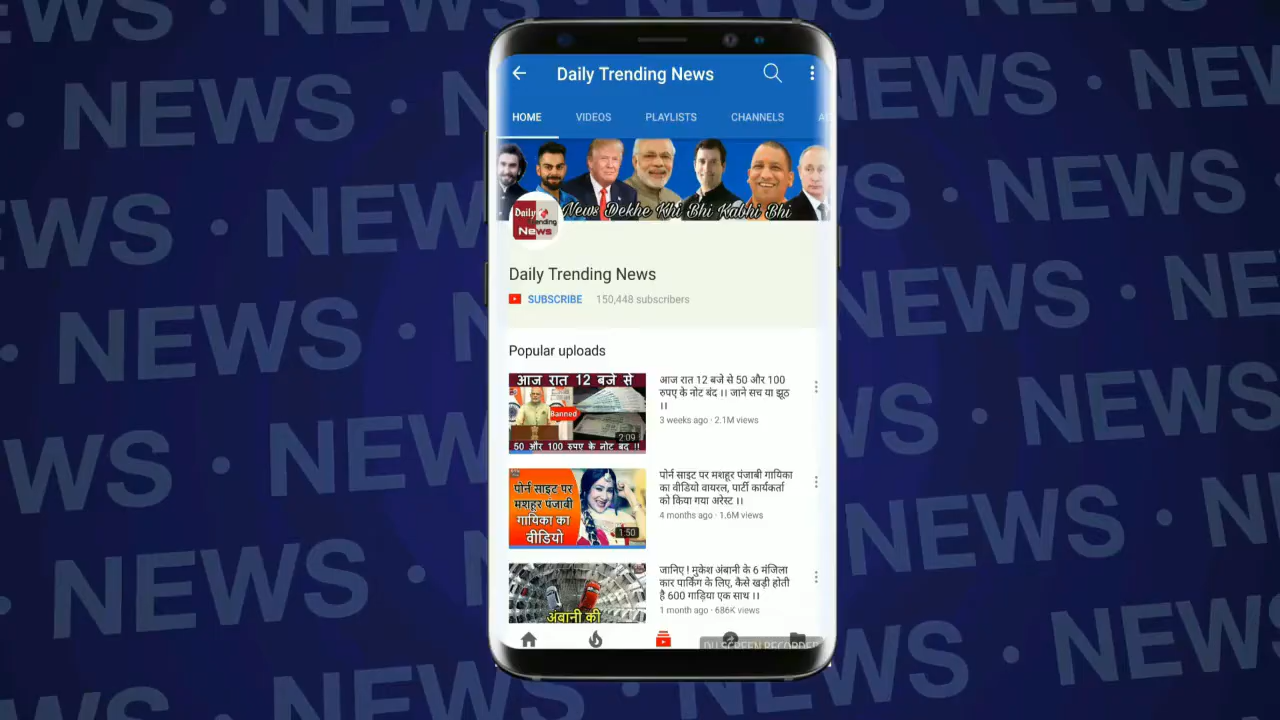 NEWS • NEWS • NEWS
Daily Trending News
HOME VIDEOS PLAYLISTS CHANNELS
News Dekhe Khi Bhi Kabhi Bhi
Daily
Trending
News
Daily Trending News
SUBSCRIBE 150,448 subscribers
Popular uploads
आज रात 12 बजे से
Banned
2:09
50 और 100 रुपए के नोट बंद !!
आज रात 12 बजे से 50 और 100
रुपए के नोट बंद ।। जाने सच या झूठ
।।
3 weeks ago · 2.1M views
पोर्न साइट पर
मशहूर पंजाबी
गायिका का
वीडियो
1:50
पोर्न साइट पर मशहूर पंजाबी गायिका
का वीडियो वायरल, पार्टी कार्यकर्ता
को किया गया अरेस्ट ।।
4 months ago · 1.6M views
अंबानी की
जानिए ! मुकेश अंबानी के 6 मंजिला
कार पार्किंग के लिए, कैसे खड़ी होती
है 600 गाड़िया एक साथ ।।
1 month ago · 686K views
DU SCREEN RECORDER